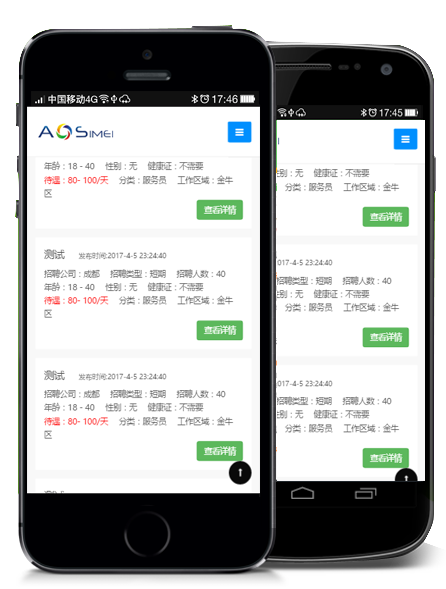 中国移动4G 17:46
AOSIMEI
年龄：18 - 40 性别：无 健康证：不需要
待遇：80- 100/天 分类：服务员 工作区域：金牛
区
查看详情
测试 发布时间:2017-4-5 23:24:40
招聘公司：成都 招聘类型：短期 招聘人数：40
年龄：18 - 40 性别：无 健康证：不需要
待遇：80- 100/天 分类：服务员 工作区域：金牛
区
查看详情
测试 发布时间:2017-4-5 23:24:40
招聘公司：成都 招聘类型：短期 招聘人数：40
年龄：18 - 40 性别：无 健康证：不需要
待遇：80- 100/天 分类：服务员 工作区域：金牛
区
查看详情
17:45
别：无 健康证：不需要
分类：服务员 工作区域：金牛
查看详情
017-4-5 23:24:40
招聘类型：短期 招聘人数：40
别：无 健康证：不需要
分类：服务员 工作区域：金牛
查看详情
017-4-5 23:24:40
招聘类型：短期 招聘人数：40
别：无 健康证：不需要
分类：服务员 工作区域：金牛
查看详情